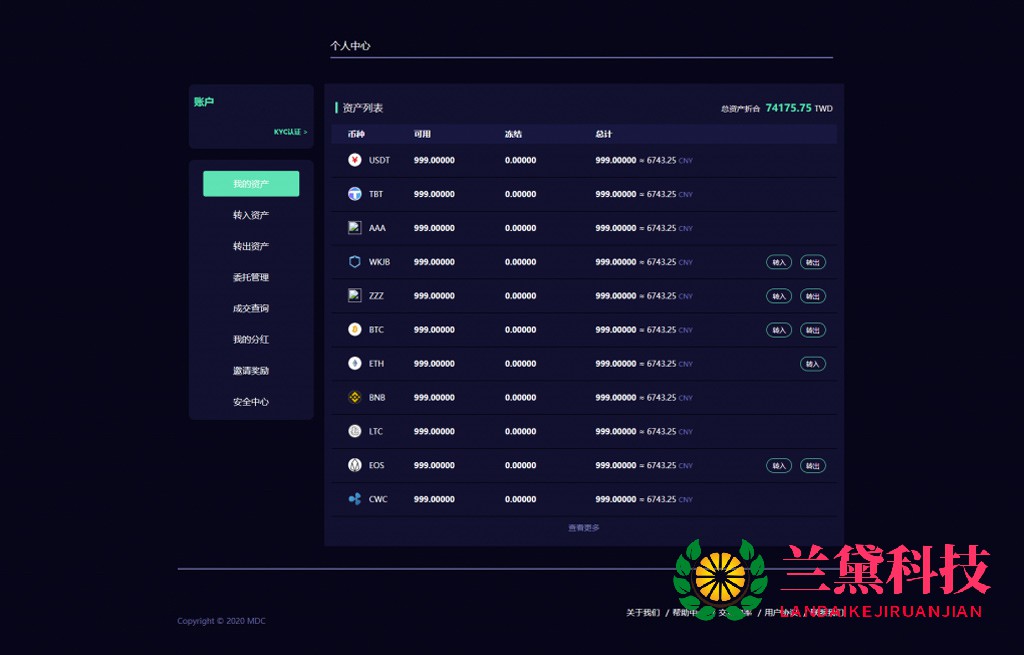 个人中心
账户
KYC认证 >
我的资产
转入资产
转出资产
委托管理
成交查询
我的分红
邀请奖励
安全中心
资产列表 总资产折合 74175.75 TWD
币种 可用 冻结 总计
USDT 999.00000 0.00000 999.00000 ≈ 6743.25 CNY
TBT 999.00000 0.00000 999.00000 ≈ 6743.25 CNY
AAA 999.00000 0.00000 999.00000 ≈ 6743.25 CNY
WKJB 999.00000 0.00000 999.00000 ≈ 6743.25 CNY 转入 转出
ZZZ 999.00000 0.00000 999.00000 ≈ 6743.25 CNY 转入 转出
BTC 999.00000 0.00000 999.00000 ≈ 6743.25 CNY 转入 转出
ETH 999.00000 0.00000 999.00000 ≈ 6743.25 CNY 转入
BNB 999.00000 0.00000 999.00000 ≈ 6743.25 CNY
LTC 999.00000 0.00000 999.00000 ≈ 6743.25 CNY
EOS 999.00000 0.00000 999.00000 ≈ 6743.25 CNY 转入 转出
CWC 999.00000 0.00000 999.00000 ≈ 6743.25 CNY
查看更多
兰黛科技
LANDAIKEJIRUANJIAN
关于我们 / 帮助中 / 用户协议 / 联系我们
Copyright © 2020 MDC